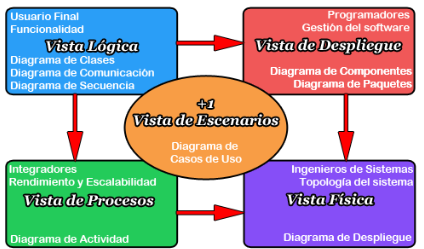 Usuario Final
Funcionalidad
Vista Lógica
Diagrama de Clases
Diagrama de Comunicación
Diagrama de Secuencia
Programadores
Gestión del software
Vista de Despliegue
Diagrama de Componentes
Diagrama de Paquetes
+1
Vista de Escenarios
Diagrama de
Casos de Uso
Integradores
Rendimiento y Escalabilidad
Vista de Procesos
Diagrama de Actividad
Ingenieros de Sistemas
Topología del sistema
Vista Física
Diagrama de Despliegue